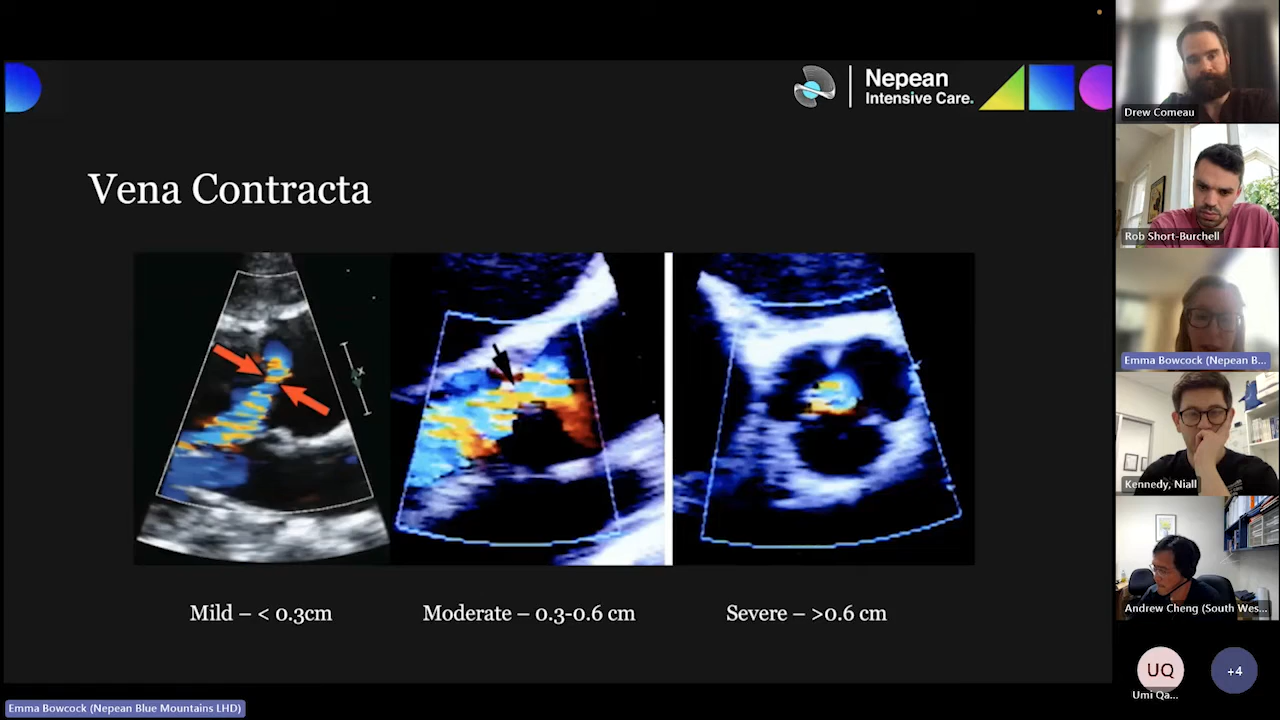 Nepean
Intensive Care.
Vena Contracta
Mild – < 0.3cm
Moderate – 0.3-0.6 cm
Severe – >0.6 cm
Emma Bowcock (Nepean Blue Mountains LHD)
Drew Comeau
Rob Short-Burchell
Emma Bowcock (Nepean B...
Kennedy, Niall
Andrew Cheng (South Wes...
UQ
Umi Qa...
+4